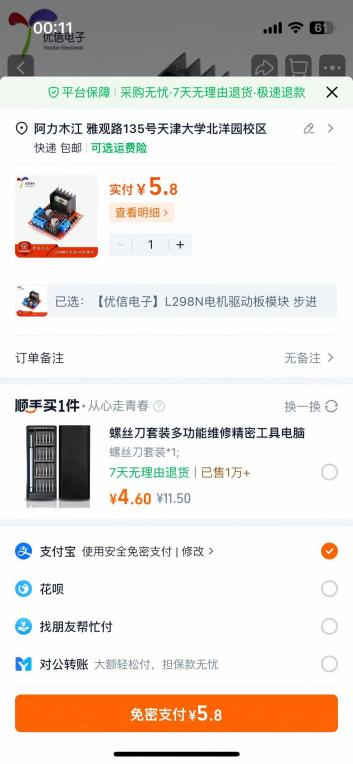 00:11
61
优信电子
YouXin Electronic
平台保障 | 采购无忧·7天无理由退货·极速退款
阿力木江 雅观路135号天津大学北洋园校区
快递 包邮 | 可选运费险
实付 ¥5.8
查看明细 >
- 1 +
已选: 【优信电子】L298N电机驱动板模块 步进
订单备注
无备注 >
顺手买1件·从心走青春
换一换
螺丝刀套装多功能维修精密工具电脑
螺丝刀套装*1;
7天无理由退货 | 已售1万+
¥4.60 ¥11.50
支付宝 使用安全免密支付 | 修改 >
花呗
找朋友帮忙付
对公转账 大额轻松付，担保款无忧
免密支付 ¥5.8